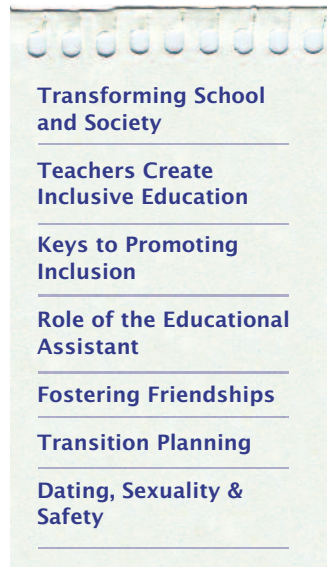 Transforming School
and Society
Teachers Create
Inclusive Education
Keys to Promoting
Inclusion
Role of the Educational
Assistant
Fostering Friendships
Transition Planning
Dating, Sexuality &
Safety